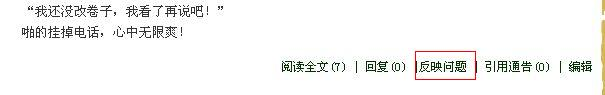 “我还没改卷子，我看了再说吧！”
啪的挂掉电话，心中无限爽！
阅读全文(7) | 回复(0) |反映问题 | 引用通告(0) | 编辑